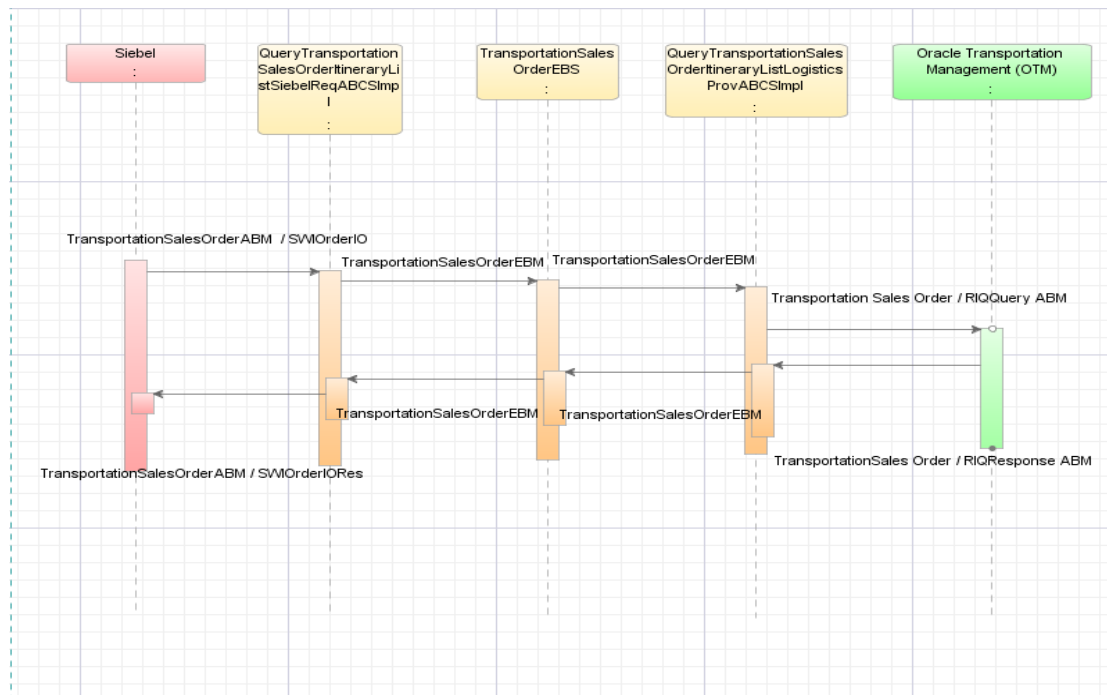 Siebel
:
QueryTransportation
SalesOrderItineraryLi
stSiebelReqABCSImp
l
:
TransportationSales
OrderEBS
:
QueryTransportationSales
OrderItineraryListLogistics
ProvABCSImpl
:
Oracle Transportation
Management (OTM)
:
TransportationSalesOrderABM / SWIOrderIO
TransportationSalesOrderEBM
TransportationSalesOrderEBM
Transportation Sales Order / RIQQuery ABM
TransportationSalesOrderEBM
TransportationSalesOrderEBM
TransportationSales Order / RIQResponse ABM
TransportationSalesOrderABM / SWIOrderIORes